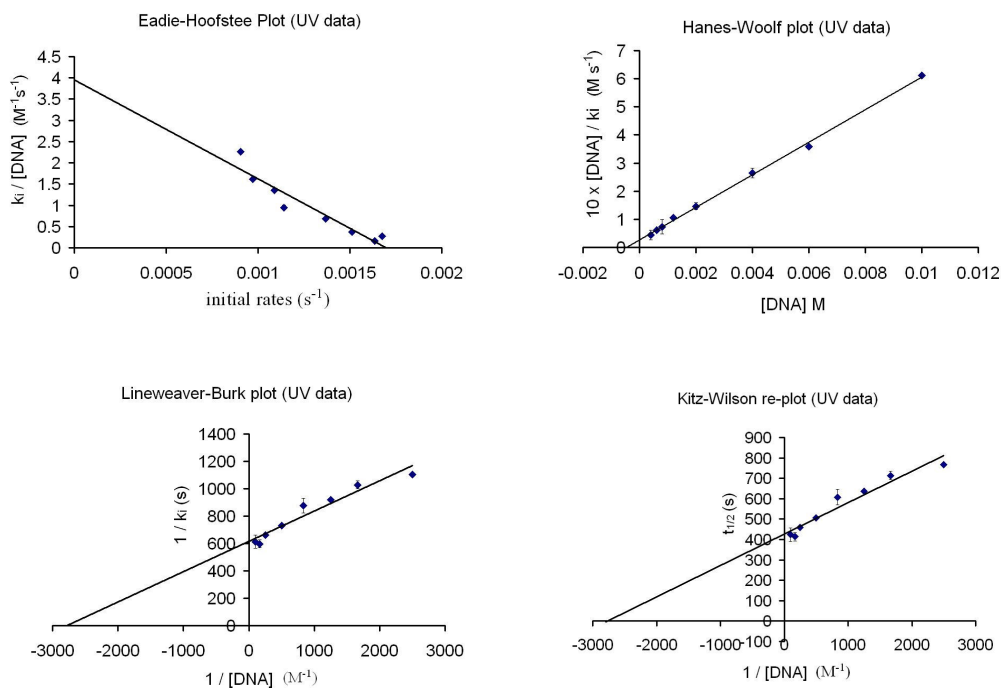 Eadie-Hoofstee Plot (UV data)
ki / [DNA] (M⁻¹s⁻¹)
4.5
4
3.5
3
2.5
2
1.5
1
0.5
0
0 0.0005 0.001 0.0015 0.002
initial rates (s⁻¹)
Hanes-Woolf plot (UV data)
10 x [DNA] / ki (M s⁻¹)
7
6
5
4
3
2
1
0
-0.002 0 0.002 0.004 0.006 0.008 0.01 0.012
[DNA] M
Lineweaver-Burk plot (UV data)
1 / ki (s)
1400
1200
1000
800
600
400
200
0
-3000 -2000 -1000 0 1000 2000 3000
1 / [DNA] (M⁻¹)
Kitz-Wilson re-plot (UV data)
t1/2 (s)
900
800
700
600
500
400
300
200
100
0
-100
-3000 -2000 -1000 0 1000 2000 3000
1 / [DNA] (M⁻¹)